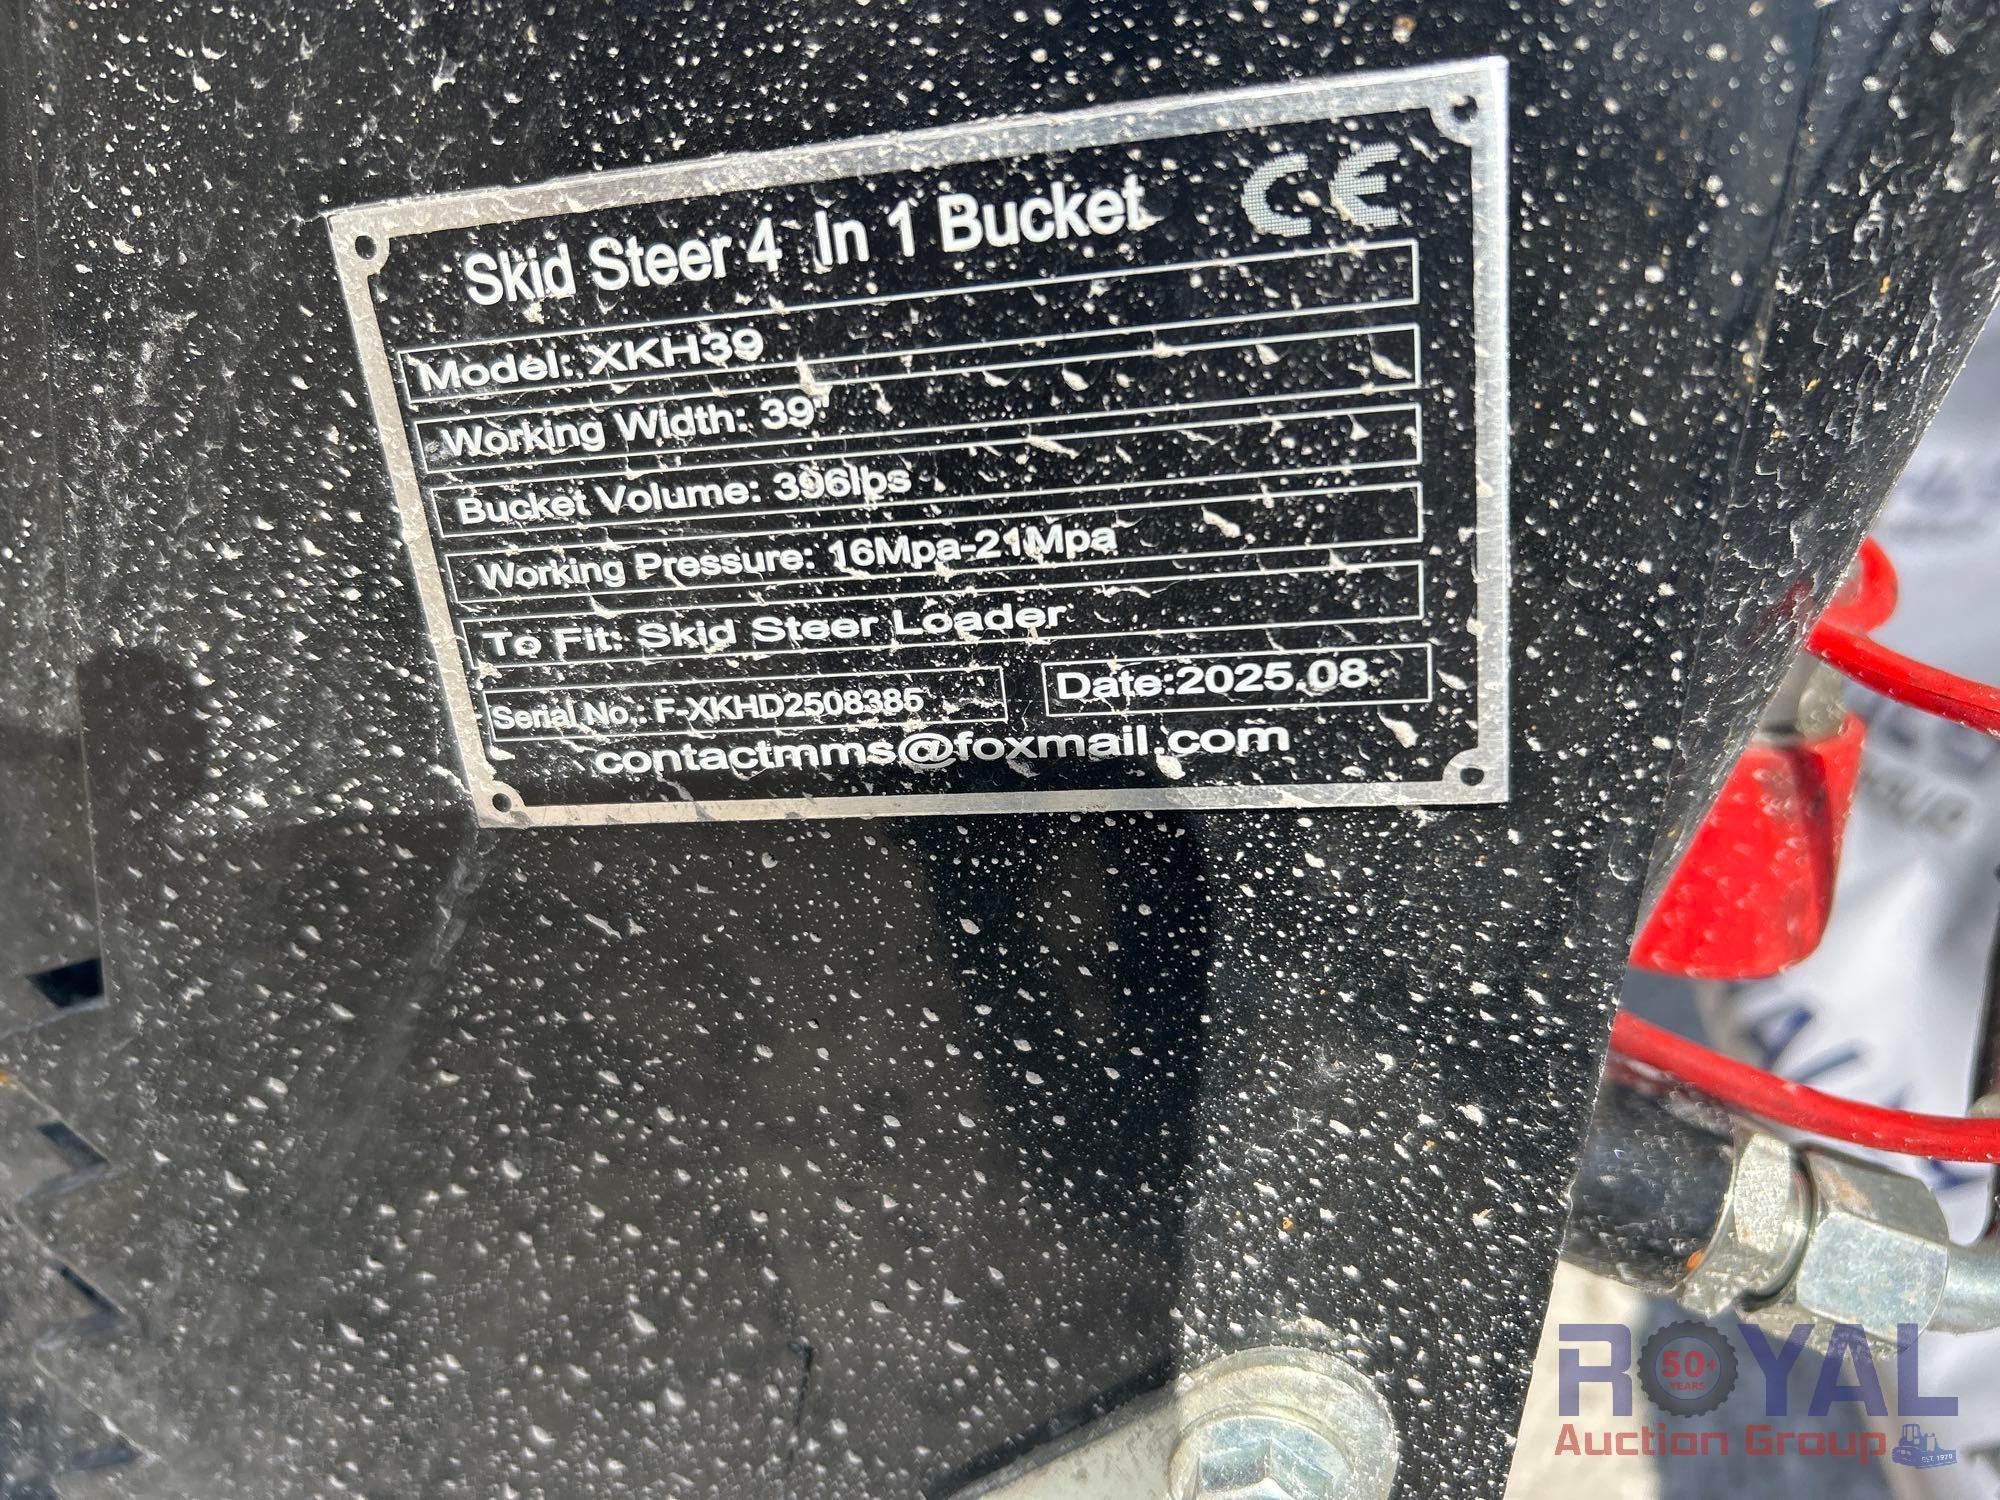 Skid Steer 4 In 1 Bucket
CE
Model: XKH39
Working Width: 39"
Bucket Volume: 396lbs
Working Pressure: 16Mpa-21Mpa
To Fit: Skid Steer Loader
Serial No.: F-XKHD2508385
Date:2025.08
contactmms@foxmail.com
ROYAL
50+
YEARS
Auction Group
EST. 1970